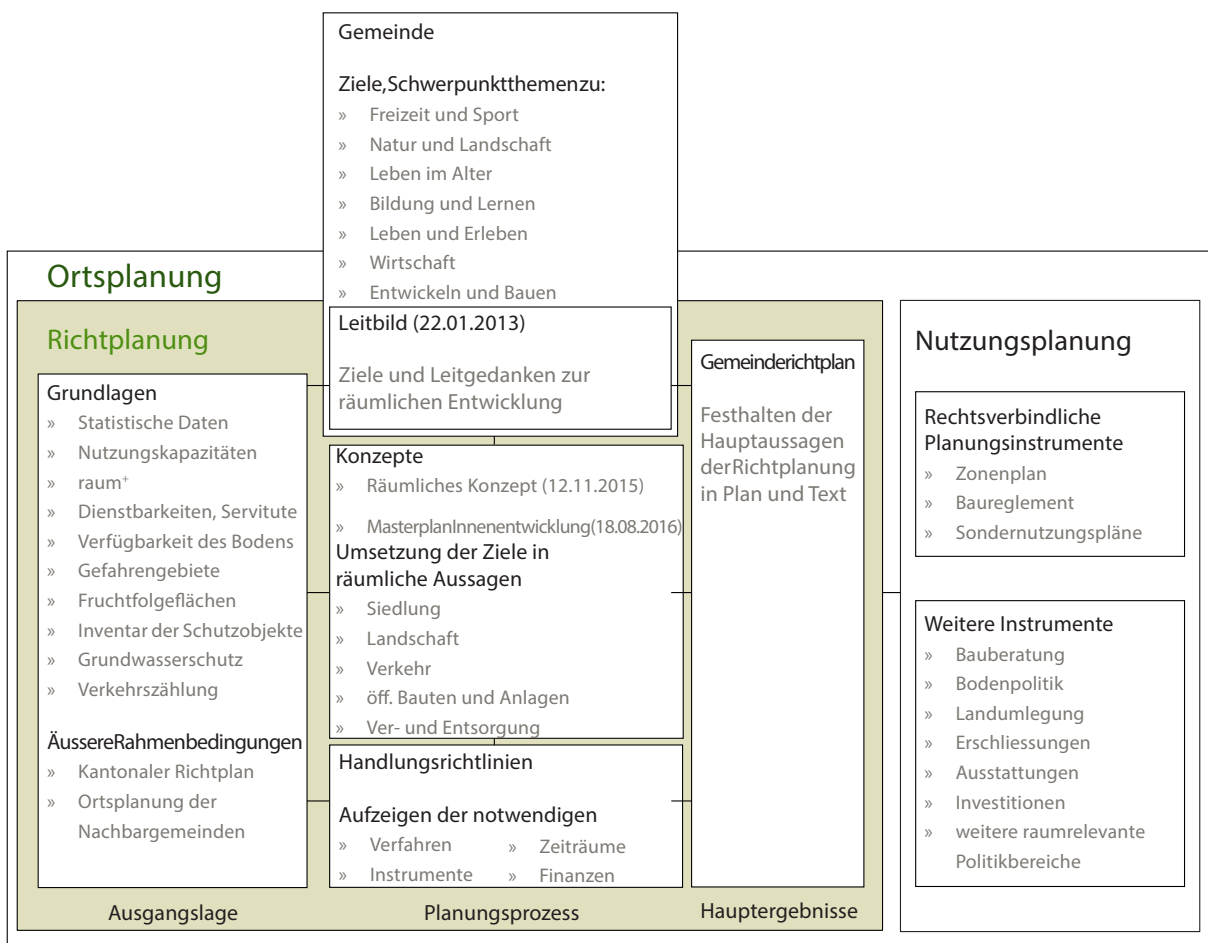 Gemeinde
Ziele,Schwerpunktthemenzu:
» Freizeit und Sport
» Natur und Landschaft
» Leben im Alter
» Bildung und Lernen
» Leben und Erleben
» Wirtschaft
» Entwickeln und Bauen
Ortsplanung
Richtplanung
Grundlagen
» Statistische Daten
» Nutzungskapazitäten
» raum⁺
» Dienstbarkeiten, Servitute
» Verfügbarkeit des Bodens
» Gefahrengebiete
» Fruchtfolgeflächen
» Inventar der Schutzobjekte
» Grundwasserschutz
» Verkehrszählung
ÄussereRahmenbedingungen
» Kantonaler Richtplan
» Ortsplanung der
Nachbargemeinden
Ausgangslage
Leitbild (22.01.2013)
Ziele und Leitgedanken zur
räumlichen Entwicklung
Konzepte
» Räumliches Konzept (12.11.2015)
» MasterplanInnenentwicklung(18.08.2016)
Umsetzung der Ziele in
räumliche Aussagen
» Siedlung
» Landschaft
» Verkehr
» öff. Bauten und Anlagen
» Ver- und Entsorgung
Handlungsrichtlinien
Aufzeigen der notwendigen
» Verfahren » Zeiträume
» Instrumente » Finanzen
Planungsprozess
Gemeinderichtplan
Festhalten der
Hauptaussagen
derRichtplanung
in Plan und Text
Hauptergebnisse
Nutzungsplanung
Rechtsverbindliche
Planungsinstrumente
» Zonenplan
» Baureglement
» Sondernutzungspläne
Weitere Instrumente
» Bauberatung
» Bodenpolitik
» Landumlegung
» Erschliessungen
» Ausstattungen
» Investitionen
» weitere raumrelevante
Politikbereiche